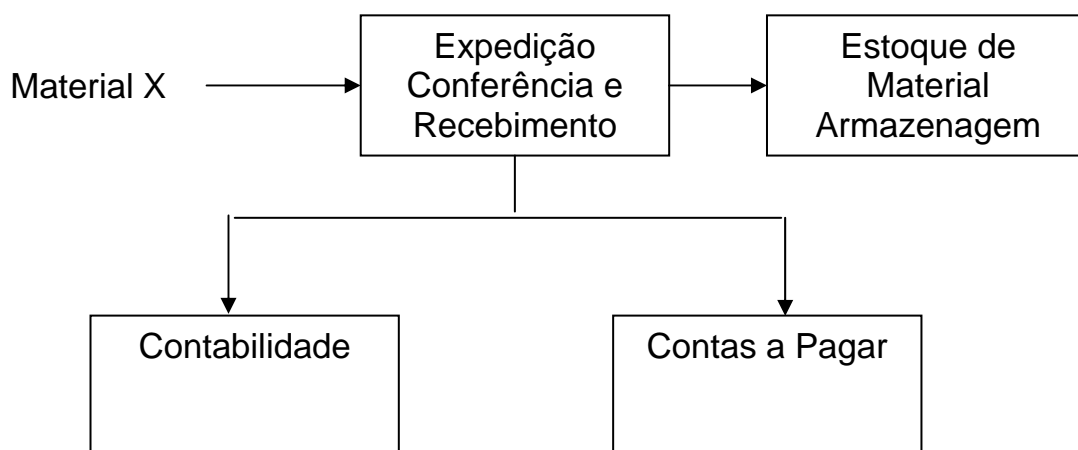 Material X
Expedição
Conferência e
Recebimento
Estoque de
Material
Armazenagem
Contabilidade
Contas a Pagar